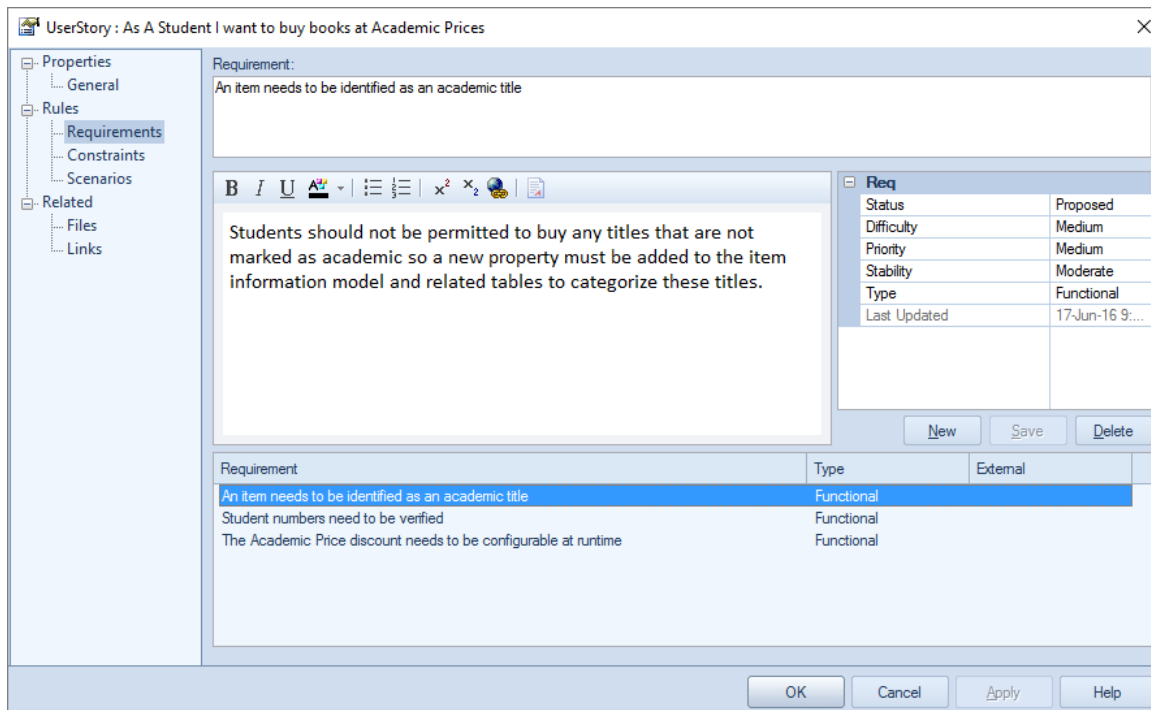 UserStory : As A Student I want to buy books at Academic Prices
Properties
General
Rules
Requirements
Constraints
Scenarios
Related
Files
Links
Requirement:
An item needs to be identified as an academic title
B I U A x² x₂
Students should not be permitted to buy any titles that are not
marked as academic so a new property must be added to the item
information model and related tables to categorize these titles.
Req
Status Proposed
Difficulty Medium
Priority Medium
Stability Moderate
Type Functional
Last Updated 17-Jun-16 9:...
New Save Delete
Requirement Type External
An item needs to be identified as an academic title Functional
Student numbers need to be verified Functional
The Academic Price discount needs to be configurable at runtime Functional
OK Cancel Apply Help